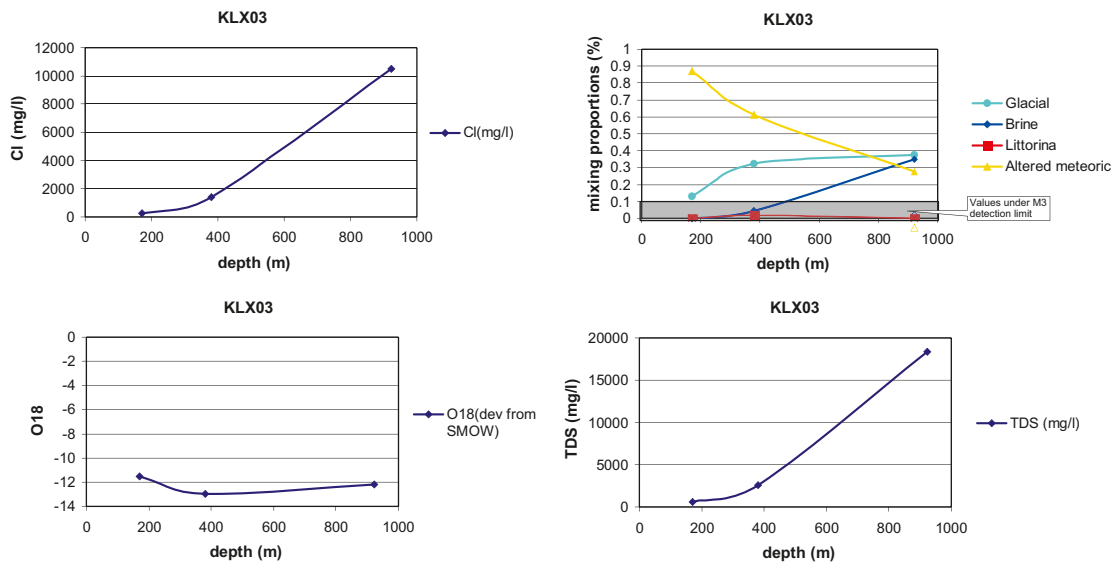 KLX03
12000
10000
8000
6000
4000
2000
0
0 200 400 600 800 1000
Cl (mg/l)
depth (m)
Cl(mg/l)
KLX03
1
0.9
0.8
0.7
0.6
0.5
0.4
0.3
0.2
0.1
0
0 200 400 600 800 1000
mixing proportions (%)
depth (m)
Glacial
Brine
Littorina
Altered meteoric
Values under M3
detection limit
KLX03
0
-2
-4
-6
-8
-10
-12
-14
0 200 400 600 800 1000
O18
depth (m)
O18(dev from
SMOW)
KLX03
20000
15000
10000
5000
0
0 200 400 600 800 1000
TDS (mg/l)
depth (m)
TDS (mg/l)